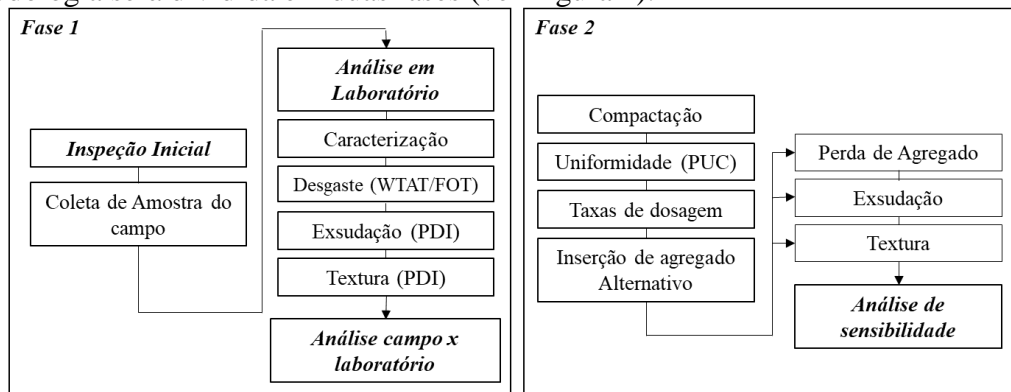 Fase 1
Inspeção Inicial
Coleta de Amostra do
campo
Análise em
Laboratório
Caracterização
Desgaste (WTAT/FOT)
Exsudação (PDI)
Textura (PDI)
Análise campo x
laboratório
Fase 2
Compactação
Uniformidade (PUC)
Taxas de dosagem
Inserção de agregado
Alternativo
Perda de Agregado
Exsudação
Textura
Análise de
sensibilidade